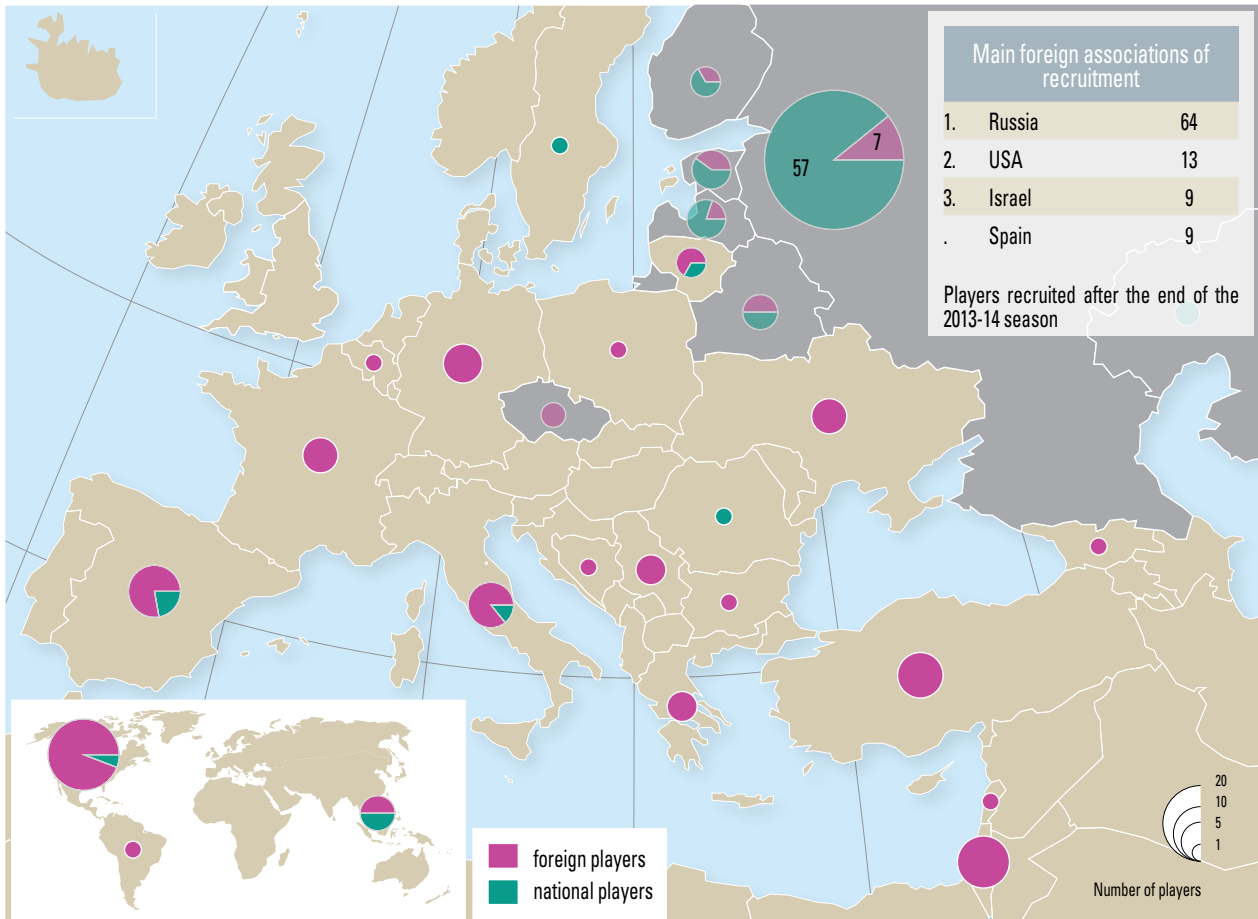 Main foreign associations of
recruitment
1. Russia 64
2. USA 13
3. Israel 9
. Spain 9
Players recruited after the end of the
2013-14 season
57
7
foreign players
national players
20
10
5
1
Number of players